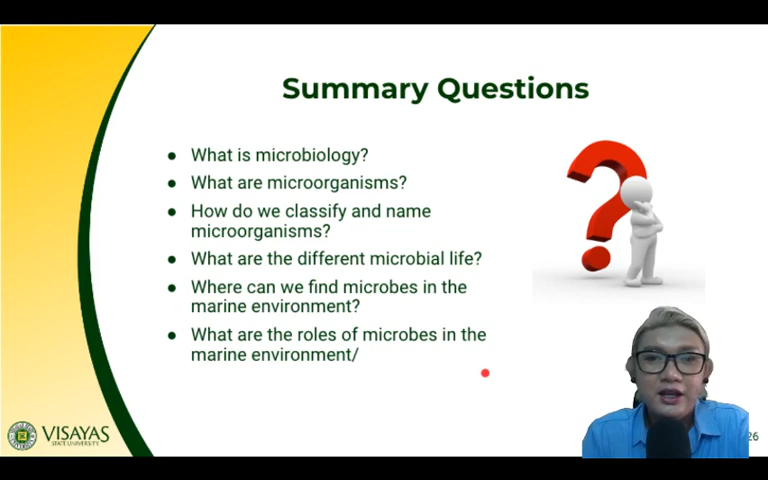 Summary Questions
● What is microbiology?
● What are microorganisms?
● How do we classify and name
microorganisms?
● What are the different microbial life?
● Where can we find microbes in the
marine environment?
● What are the roles of microbes in the
marine environment/
VISAYAS
STATE UNIVERSITY
26